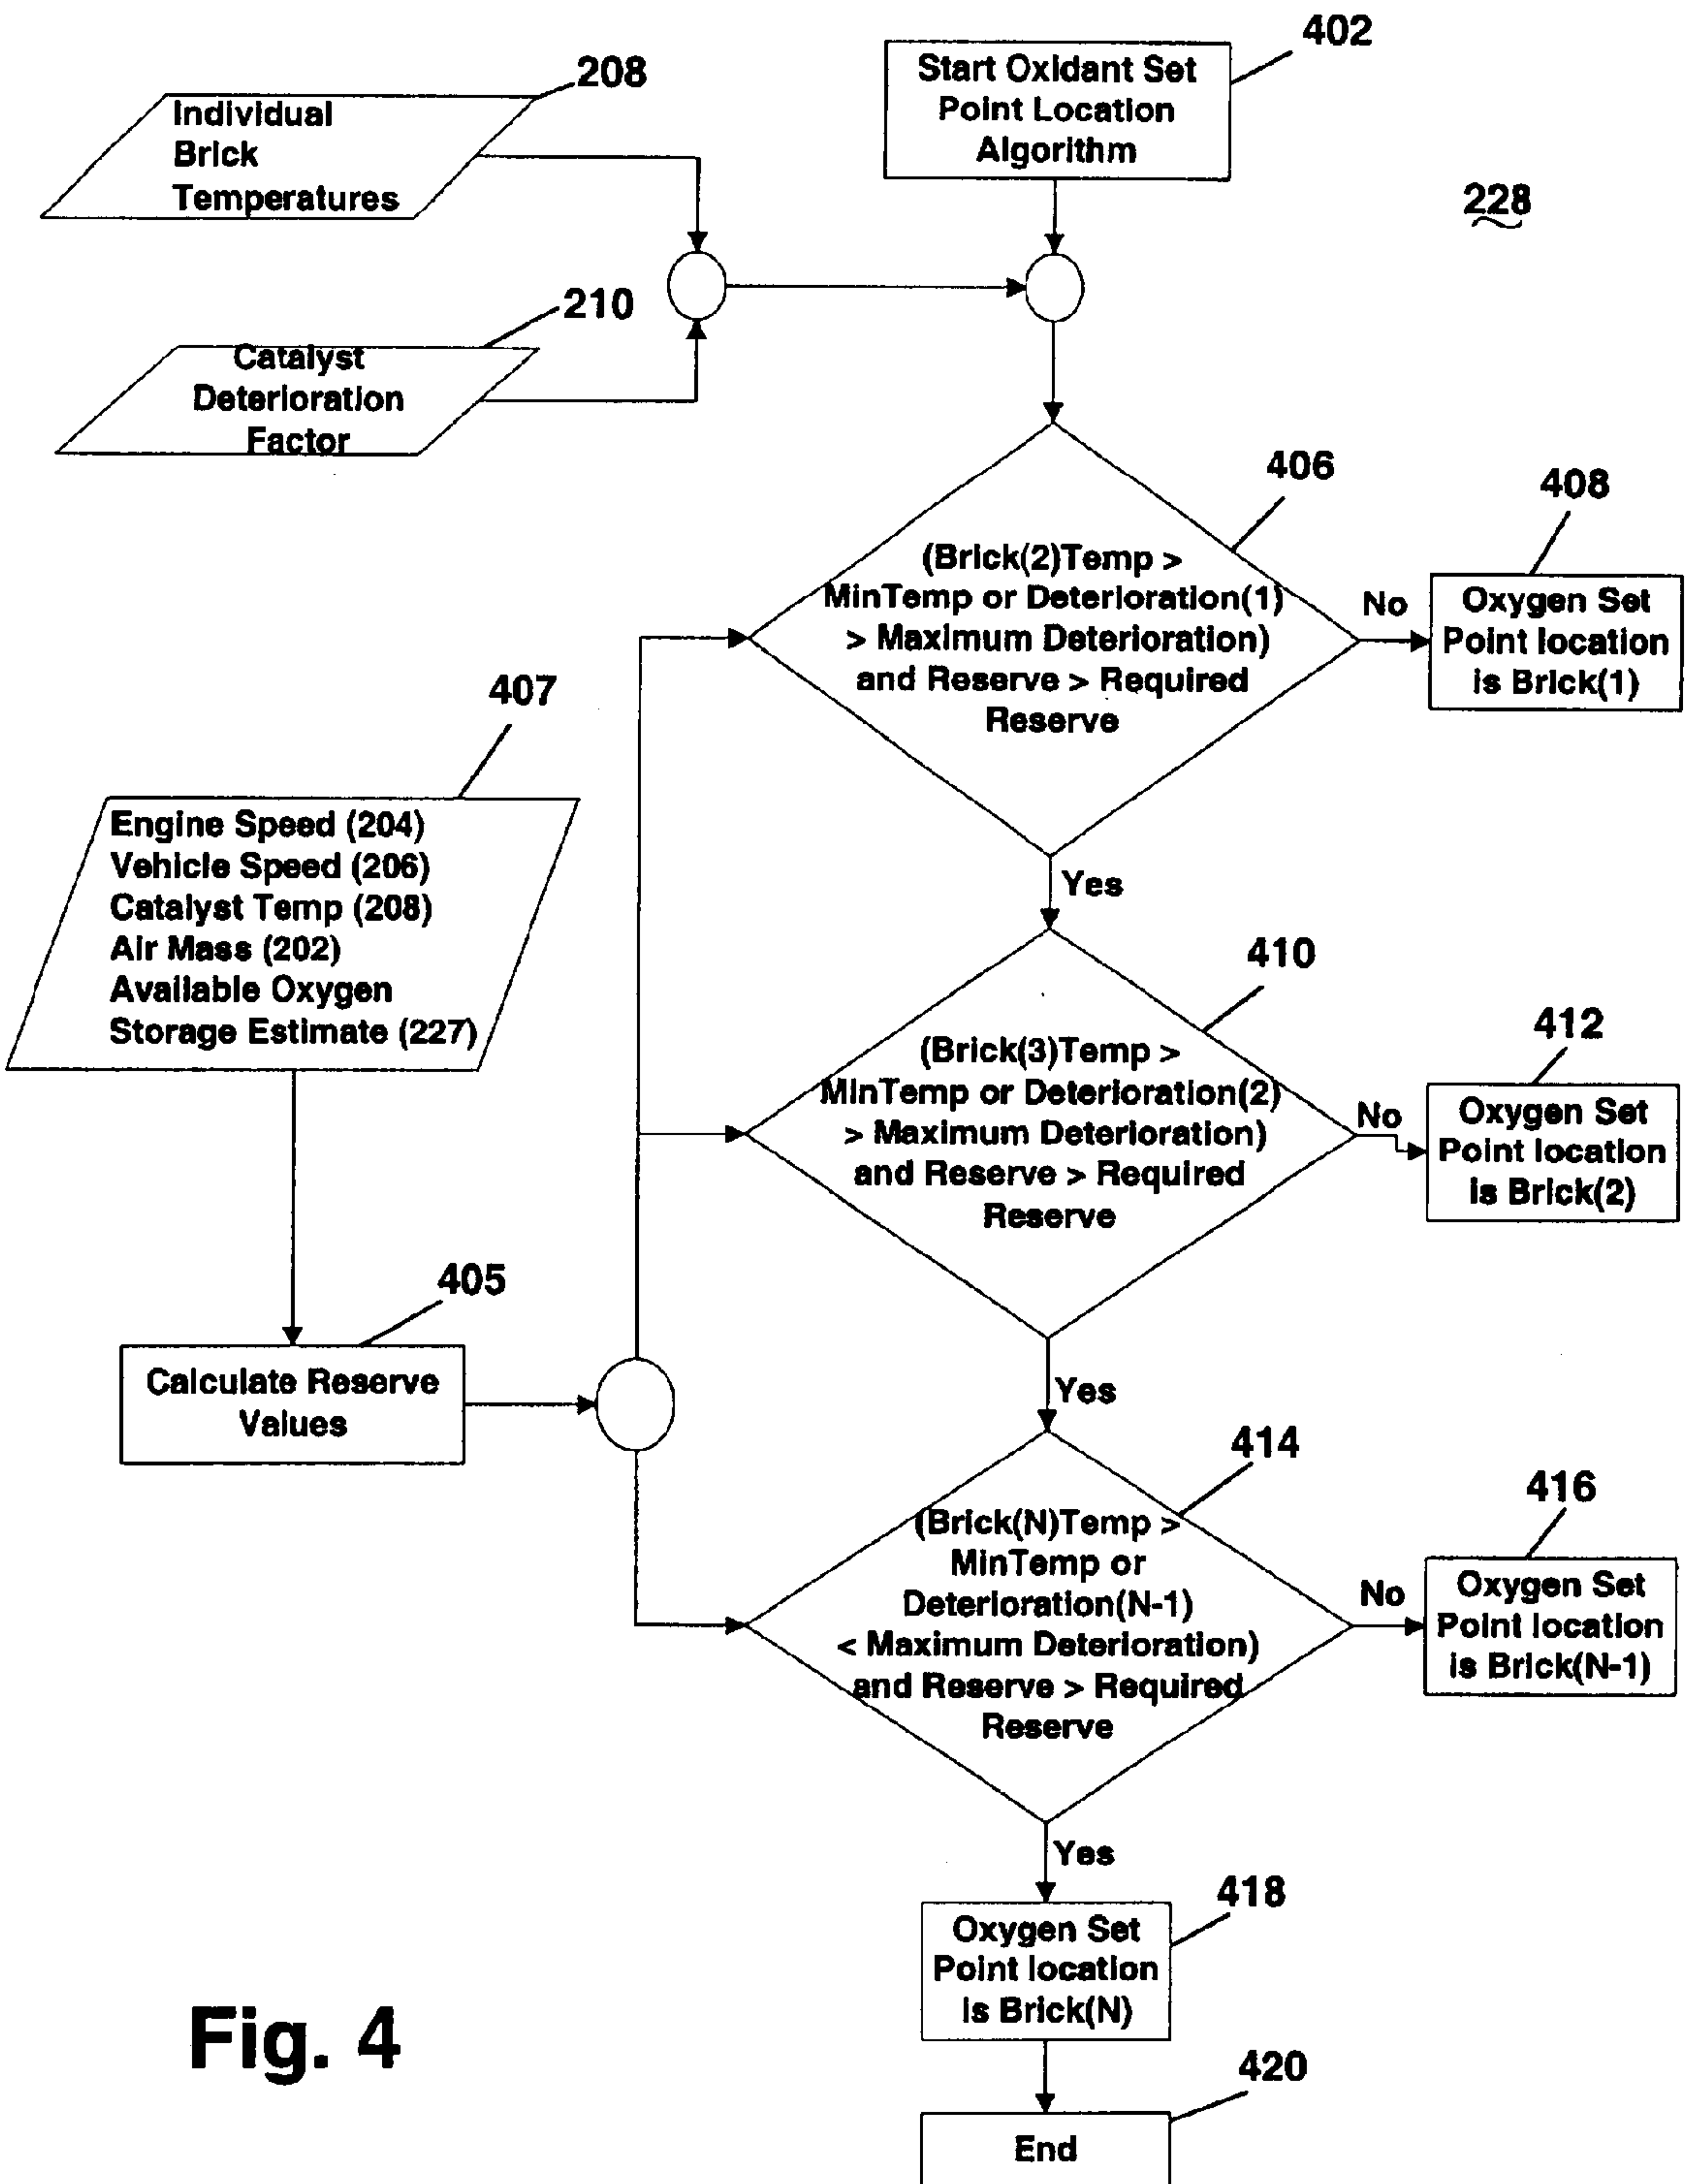 402
Start Oxidant Set
Point Location
Algorithm
208
Individual
Brick
Temperatures
228
210
Catalyst
Deterioration
Factor
406
(Brick(2)Temp >
MinTemp or Deterioration(1)
> Maximum Deterioration)
and Reserve > Required
Reserve
No
408
Oxygen Set
Point location
is Brick(1)
407
Engine Speed (204)
Vehicle Speed (206)
Catalyst Temp (208)
Air Mass (202)
Available Oxygen
Storage Estimate (227)
Yes
410
(Brick(3)Temp >
MinTemp or Deterioration(2)
> Maximum Deterioration)
and Reserve > Required
Reserve
No
412
Oxygen Set
Point location
is Brick(2)
405
Calculate Reserve
Values
Yes
414
(Brick(N)Temp >
MinTemp or
Deterioration(N-1)
< Maximum Deterioration)
and Reserve > Required
Reserve
No
416
Oxygen Set
Point location
is Brick(N-1)
Yes
418
Oxygen Set
Point location
is Brick(N)
420
End
Fig. 4